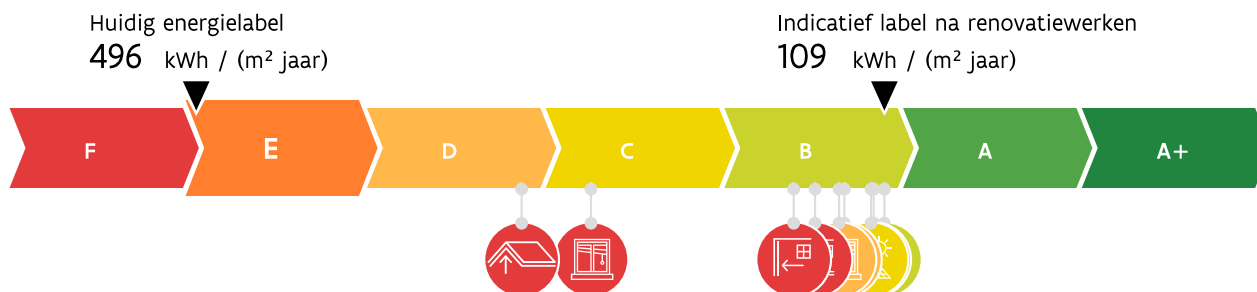 Huidig energielabel
496 kWh / (m² jaar)
Indicatief label na renovatiewerken
109 kWh / (m² jaar)
F E D C B A A+